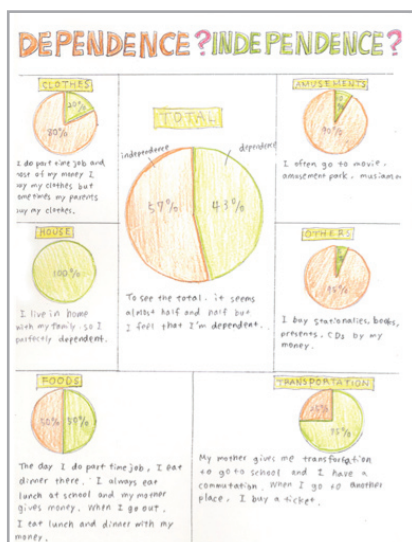 DEPENDENCE?INDEPENDENCE?
CLOTHES
20%
80%
I do part time job and
most of my money I
buy my clothes but
sometimes my parents
buy my clothes.
TOTAL
independence
dependence
57%
43%
To see the total. it seems
almost half and half but
I feel that I'm dependent.
AMUSEMENTS
90%
I often go to movie.
amusement park.
HOUSE
100%
I live in home
with my family. so I
perfectly dependent.
OTHERS
95%
I buy stationalies, books,
presents. CDs by my
money.
FOODS
50%
50%
The day I do part time job, I eat
dinner there. I always eat
lunch at school and my mother
gives money. When I go out.
I eat lunch and dinner with my
money.
TRANSPORTATION
25%
75%
My mother gives me
to go to school and I have a
commutation. When I go to another
place. I buy a ticket.